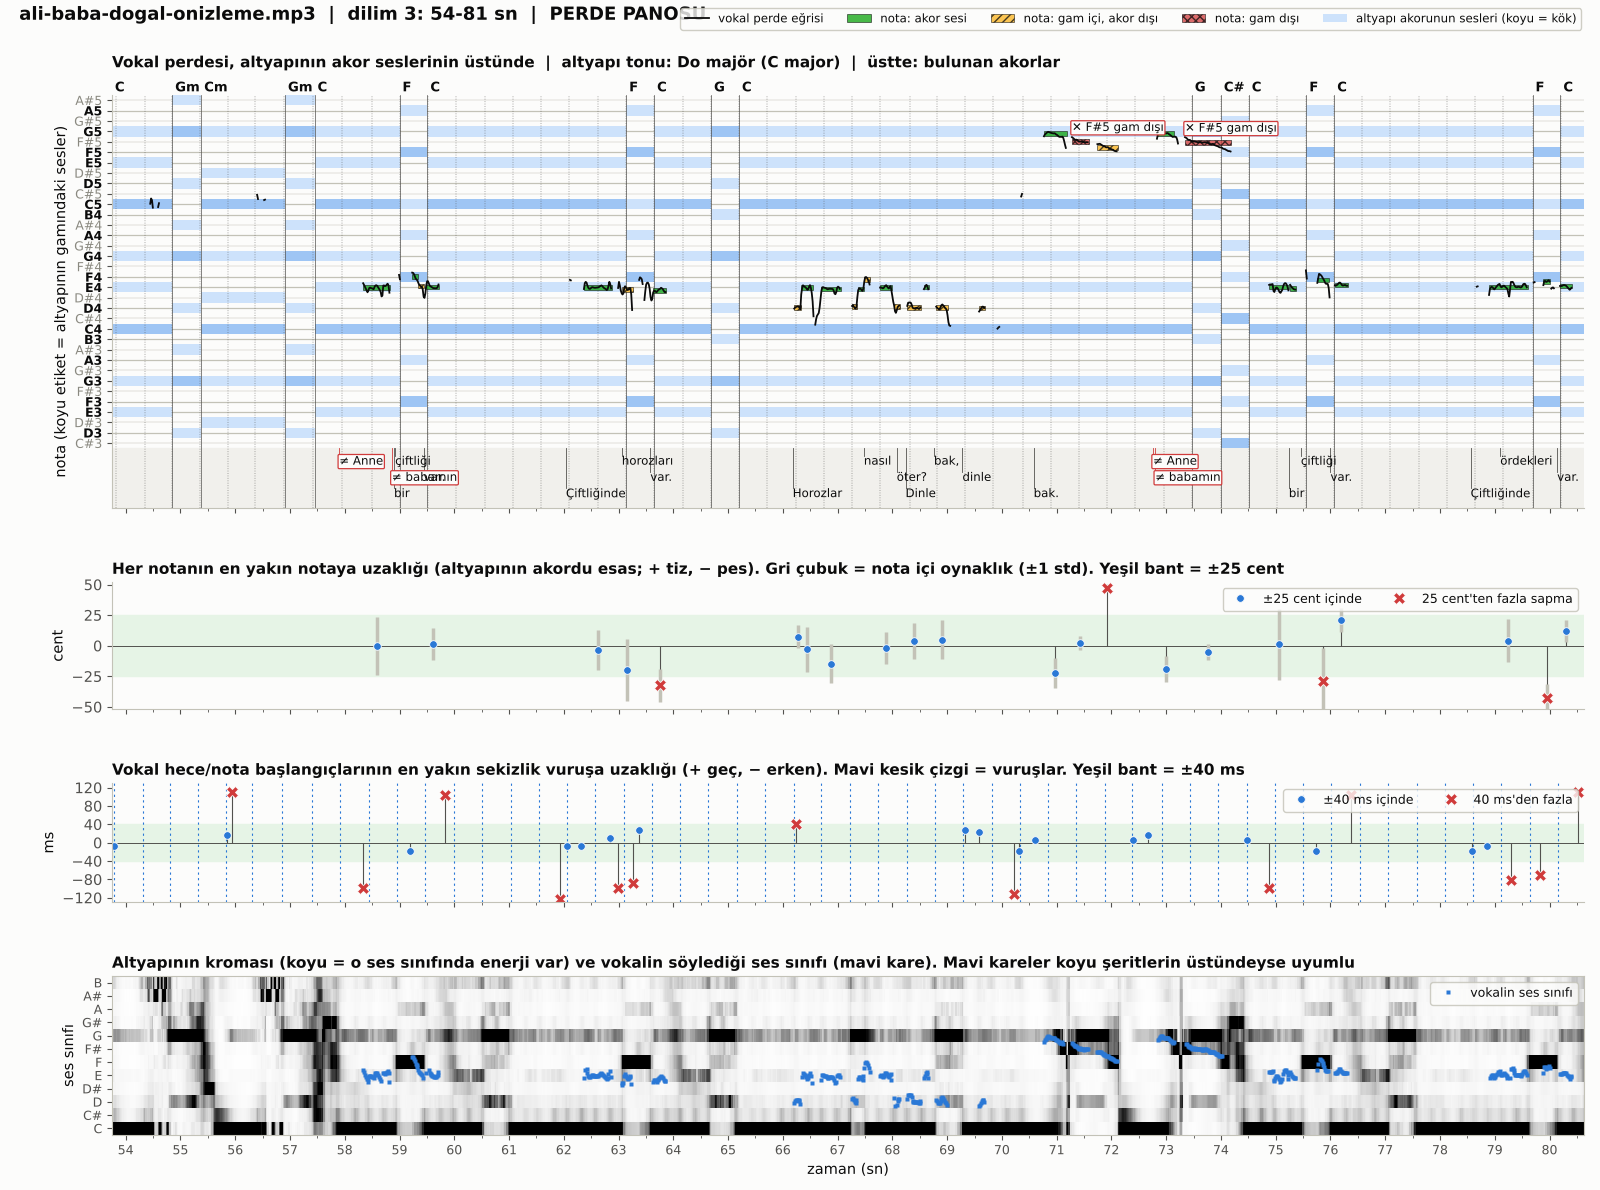 ali-baba-dogal-onizleme.mp3 | dilim 3: 54-81 sn | PERDE PANOSU
vokal perde eğrisi nota: akor sesi nota: gam içi, akor dışı nota: gam dışı altyapı akorunun sesleri (koyu = kök)
Vokal perdesi, altyapının akor seslerinin üstünde | altyapı tonu: Do majör (C major) | üstte: bulunan akorlar
C Gm Cm Gm C F C F C G C G C# C F C F C
nota (koyu etiket = altyapının gamındaki sesler)
A#5
A5
G#5
G5
F#5
F5
E5
D#5
D5
C#5
C5
B4
A#4
A4
G#4
G4
F#4
F4
E4
D#4
D4
C#4
C4
B3
A#3
A3
G#3
G3
F#3
F3
E3
D#3
D3
C#3
× F#5 gam dışı × F#5 gam dışı
≠ Anne çiftliği horozları nasıl bak, ≠ Anne çiftliği ördekleri
≠ babamın var. var. öter? dinle ≠ babamın var. var.
bir Çiftliğinde Horozlar Dinle bak. bir Çiftliğinde
Her notanın en yakın notaya uzaklığı (altyapının akordu esas; + tiz, − pes). Gri çubuk = nota içi oynaklık (±1 std). Yeşil bant = ±25 cent
±25 cent içinde 25 cent'ten fazla sapma
cent
50
25
0
−25
−50
Vokal hece/nota başlangıçlarının en yakın sekizlik vuruşa uzaklığı (+ geç, − erken). Mavi kesik çizgi = vuruşlar. Yeşil bant = ±40 ms
±40 ms içinde 40 ms'den fazla
ms
120
80
40
0
−40
−80
−120
Altyapının kroması (koyu = o ses sınıfında enerji var) ve vokalin söylediği ses sınıfı (mavi kare). Mavi kareler koyu şeritlerin üstündeyse uyumlu
vokalin ses sınıfı
ses sınıfı
B
A#
A
G#
G
F#
F
E
D#
D
C#
C
54 55 56 57 58 59 60 61 62 63 64 65 66 67 68 69 70 71 72 73 74 75 76 77 78 79 80
zaman (sn)